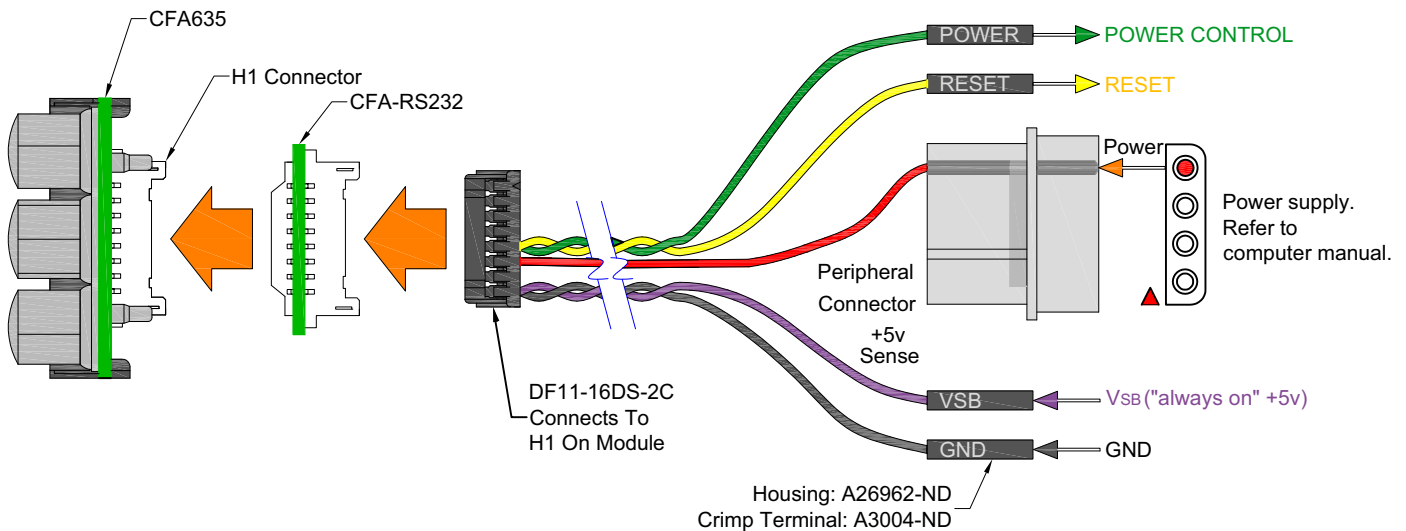 CFA635
H1 Connector
CFA-RS232
POWER
POWER CONTROL
RESET
RESET
Power
Power supply.
Refer to
computer manual.
Peripheral
Connector
+5v
Sense
DF11-16DS-2C
Connects To
H1 On Module
VSB
VSB ("always on" +5v)
GND
GND
Housing: A26962-ND
Crimp Terminal: A3004-ND